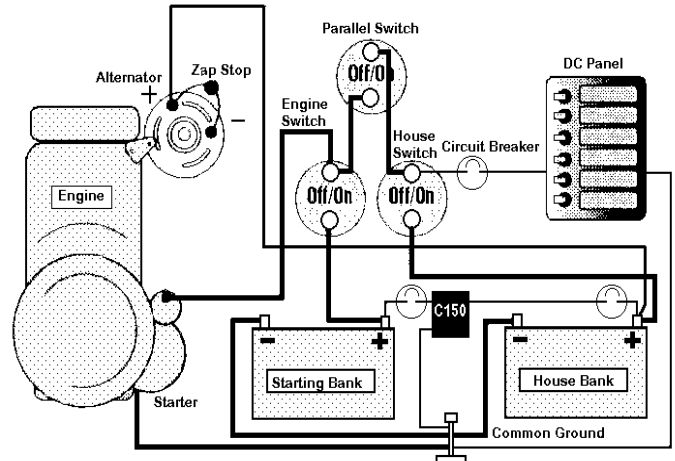 Parallel Switch
Off/On
DC Panel
Alternator
+
Zap Stop
-
Engine
Switch
House
Switch
Circuit Breaker
Engine
Off/On
Off/On
C150
-
+
-
+
Starting Bank
House Bank
Starter
Common Ground